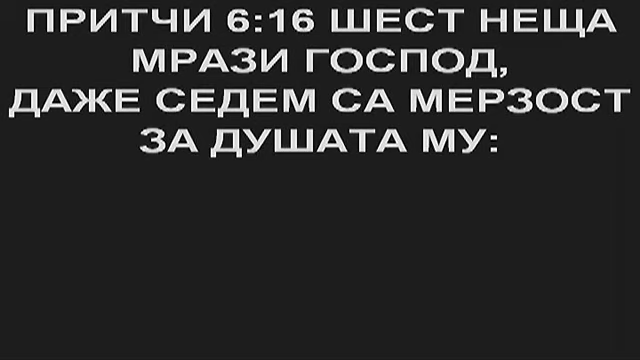 ПРИТЧИ 6:16 ШЕСТ НЕЩА
МРАЗИ ГОСПОД,
ДАЖЕ СЕДЕМ СА МЕРЗОСТ
ЗА ДУШАТА МУ: